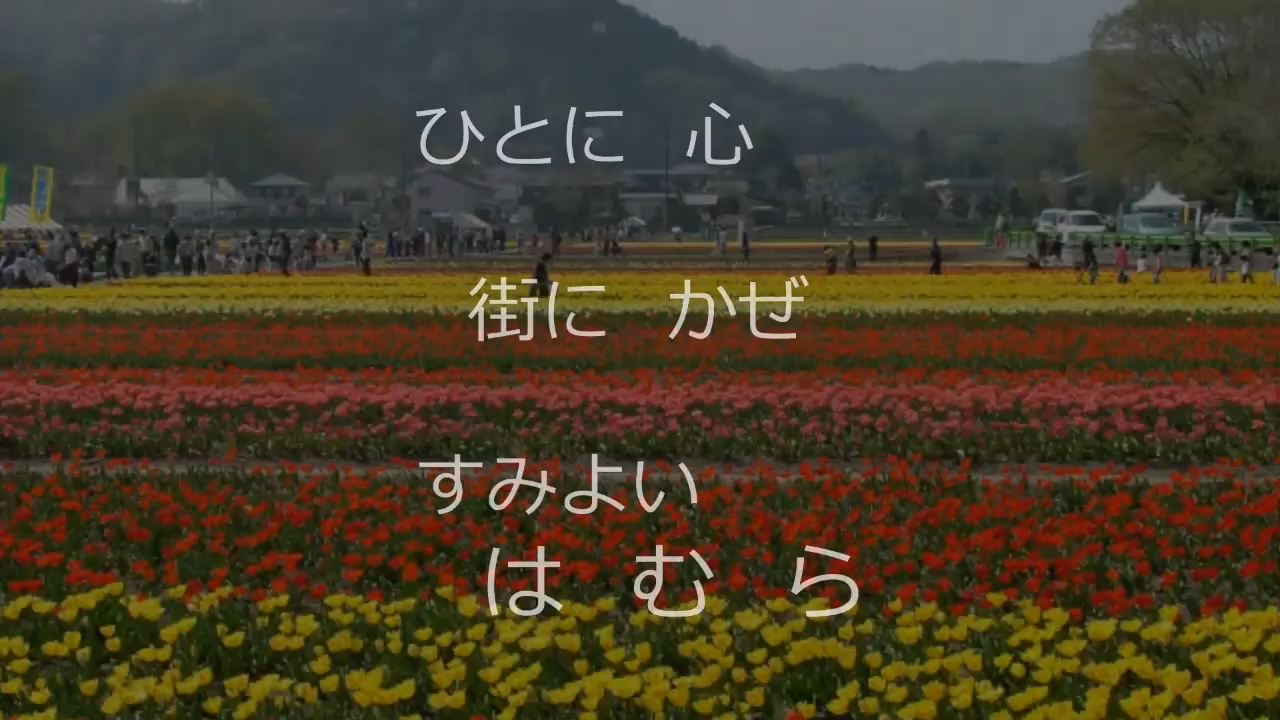 ひとに　心
街に　かぜ
すみよい
は　む　ら